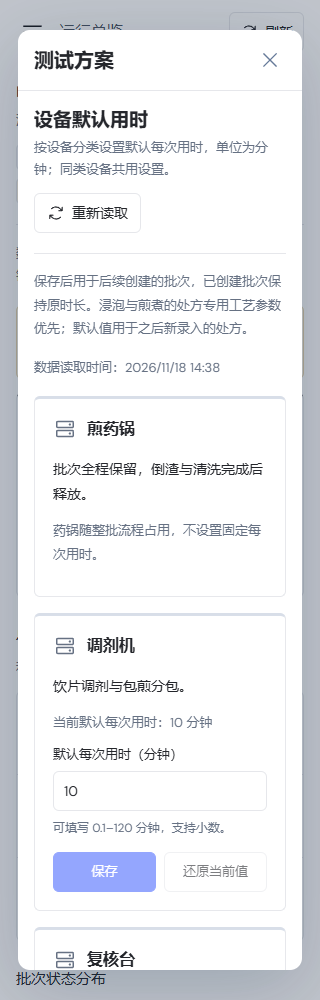 运行总览
刷新
测试方案
设备默认用时
按设备分类设置默认每次用时，单位为分
钟；同类设备共用设置。
重新读取
保存后用于后续创建的批次，已创建批次保
持原时长。浸泡与煎煮的处方专用工艺参数
优先；默认值用于之后新录入的处方。
数据读取时间：2026/11/18 14:38
煎药锅
批次全程保留，倒渣与清洗完成后
释放。
药锅随整批流程占用，不设置固定每
次用时。
调剂机
饮片调剂与包煎分包。
当前默认每次用时：10 分钟
默认每次用时（分钟）
10
可填写 0.1–120 分钟，支持小数。
保存
还原当前值
复核台
批次状态分布